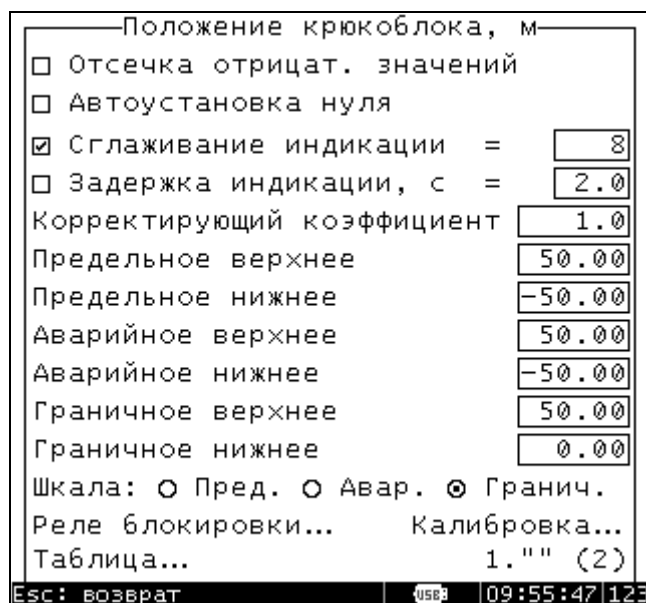 Положение крюкоблока, м
Отсечка отрицат. значений
Автоустановка нуля
Сглаживание индикации = 8
Задержка индикации, с = 2.0
Корректирующий коэффициент 1.0
Предельное верхнее 50.00
Предельное нижнее -50.00
Аварийное верхнее 50.00
Аварийное нижнее -50.00
Граничное верхнее 50.00
Граничное нижнее 0.00
Шкала: Пред. Авар. Гранич.
Реле блокировки... Калибровка...
Таблица... 1."" (2)
Esc: возврат USB 09:55:47 123